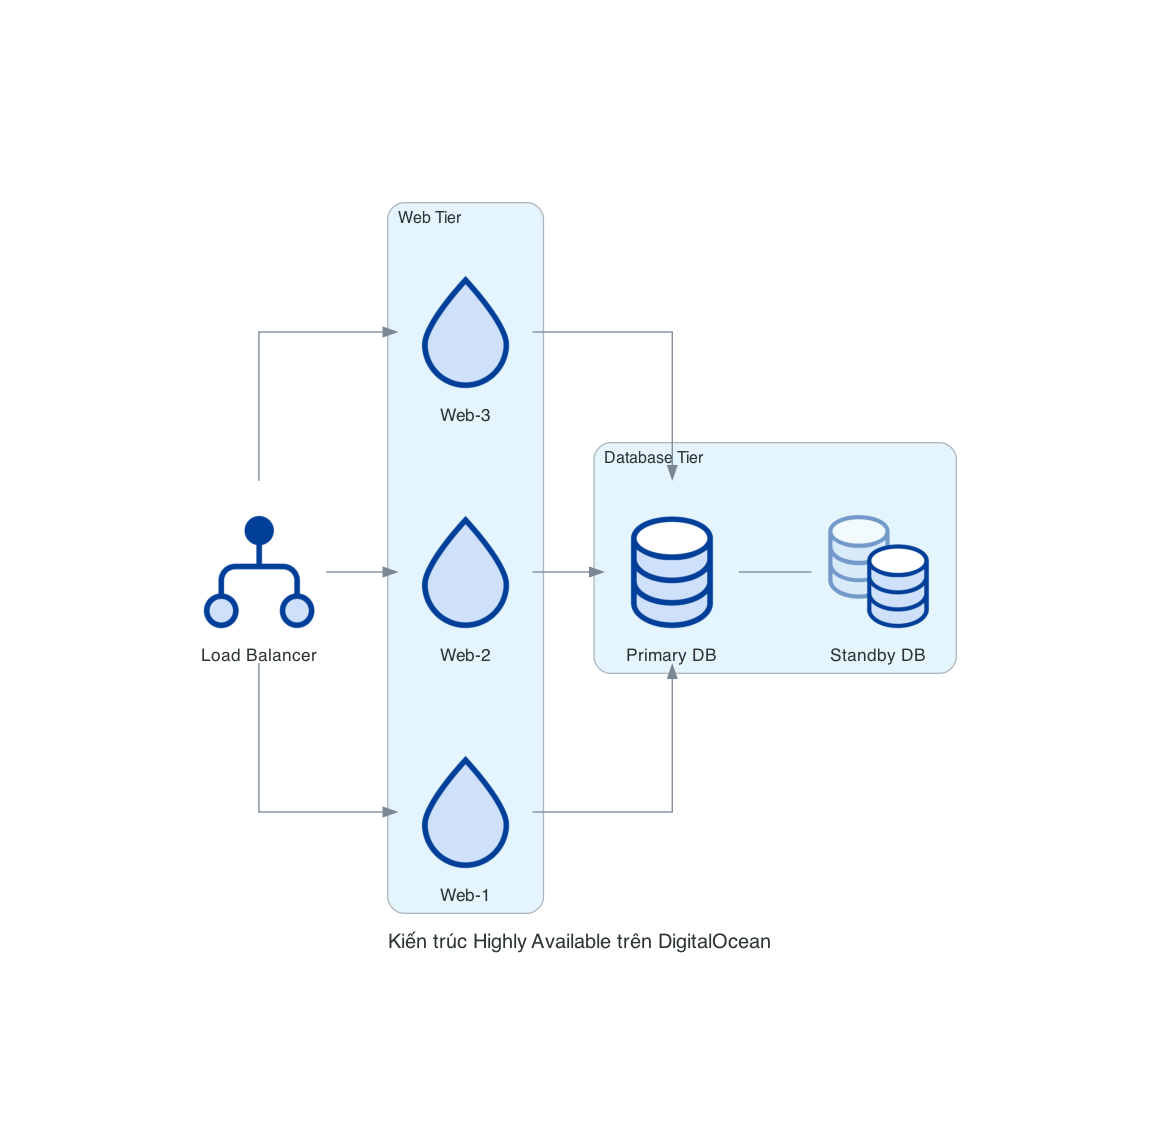 Web Tier
Web-3
Database Tier
Load Balancer
Web-2
Primary DB
Standby DB
Web-1
Kiến trúc Highly Available trên DigitalOcean